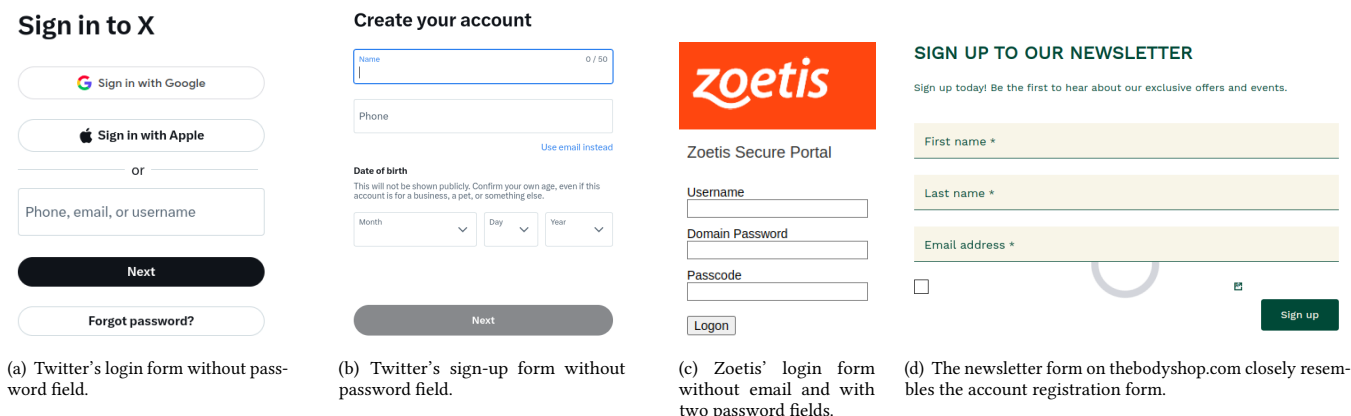 Sign in to X
Sign in with Google
Sign in with Apple
or
Phone, email, or username
Next
Forgot password?
(a) Twitter's login form without pass-
word field.
Create your account
Name 0 / 50
Phone
Use email instead
Date of birth
This will not be shown publicly. Confirm your own age, even if this
account is for a business, a pet, or something else.
Month Day Year
Next
(b) Twitter's sign-up form without
password field.
zoetis
Zoetis Secure Portal
Username
Domain Password
Passcode
Logon
(c) Zoetis' login form
without email and with
two password fields.
SIGN UP TO OUR NEWSLETTER
Sign up today! Be the first to hear about our exclusive offers and events.
First name *
Last name *
Email address *
Sign up
(d) The newsletter form on thebodyshop.com closely resem-
bles the account registration form.